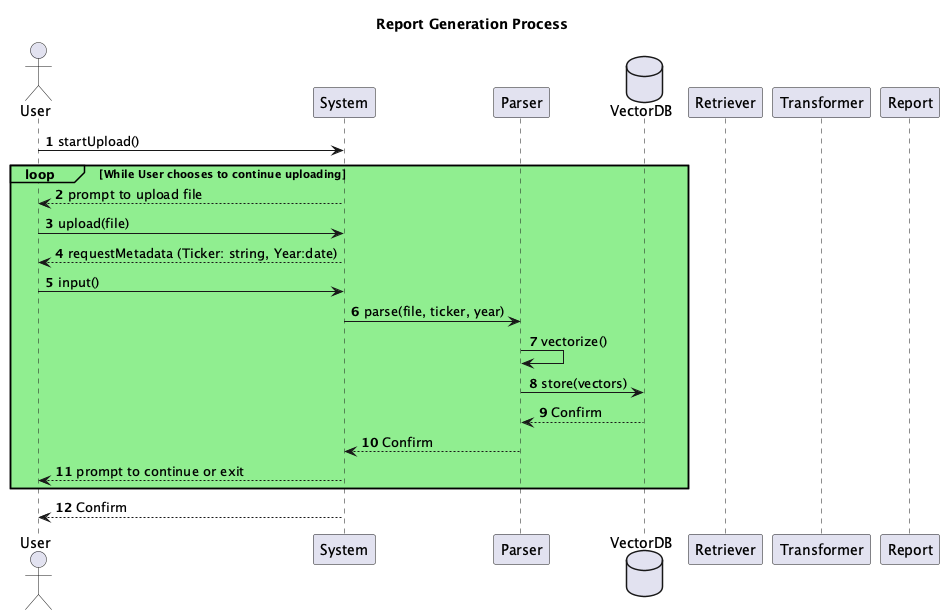 Report Generation Process
User
System
Parser
VectorDB
Retriever
Transformer
Report
1 startUpload()
loop [While User chooses to continue uploading]
2 prompt to upload file
3 upload(file)
4 requestMetadata (Ticker: string, Year:date)
5 input()
6 parse(file, ticker, year)
7 vectorize()
8 store(vectors)
9 Confirm
10 Confirm
11 prompt to continue or exit
12 Confirm
User
System
Parser
VectorDB
Retriever
Transformer
Report